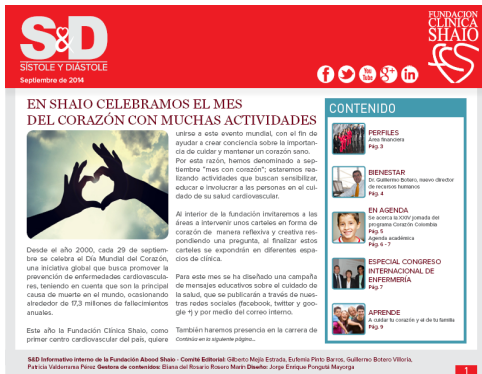 S&D
SÍSTOLE Y DIÁSTOLE
Septiembre de 2014
FUNDACION
CLÍNICA
SHAIO
You
Tube
EN SHAIO CELEBRAMOS EL MES
DEL CORAZÓN CON MUCHAS ACTIVIDADES
Desde el año 2000, cada 29 de septiem-
bre se celebra el Día Mundial del Corazón,
una iniciativa global que busca promover la
prevención de enfermedades cardiovascula-
res, teniendo en cuenta que son la principal
causa de muerte en el mundo, ocasionando
alrededor de 17,3 millones de fallecimientos
anuales.
Este año la Fundación Clínica Shaio, como
primer centro cardiovascular del país, quiere
unirse a este evento mundial, con el fin de
ayudar a crear conciencia sobre la importan-
cia de cuidar y mantener un corazón sano.
Por esta razón, hemos denominado a sep-
tiembre "mes con corazón"; estaremos rea-
lizando actividades que buscan sensibilizar,
educar e involucrar a las personas en el cui-
dado de su salud cardiovascular.
Al interior de la fundación invitaremos a las
áreas a intervenir unos carteles en forma de
corazón de manera reflexiva y creativa res-
pondiendo una pregunta, al finalizar estos
carteles se expondrán en diferentes espa-
cios de clínica.
Para este mes se ha diseñado una campaña
de mensajes educativos sobre el cuidado de
la salud, que se publicarán a través de nues-
tras redes sociales (facebook, twitter y goo-
gle +) y por medio del correo interno.
También haremos presencia en la carrera de
Continúa en la siguiente página...
CONTENIDO
PERFILES
Área financiera
Pág. 3
BIENESTAR
Dr. Guillermo Botero, nuevo director
de recursos humanos
Pág. 4
EN AGENDA
Se acerca la XXIV jornada del
programa Corazón Colombia
Pág. 5
Agenda académica
Pág. 6 - 7
ESPECIAL CONGRESO
INTERNACIONAL DE
ENFERMERÍA
Pág. 7
APRENDE
A cuidar tu corazón y el de tu familia
Pág. 9
S&D Informativo interno de la Fundación Abood Shaio - Comité Editorial: Gilberto Mejía Estrada, Eufemia Pinto Barros, Guillermo Botero Villoria,
Patricia Valderrama Pérez Gestora de contenidos: Eliana del Rosario Rosero Marín Diseño: Jorge Enrique Pongutá Mayorga
1